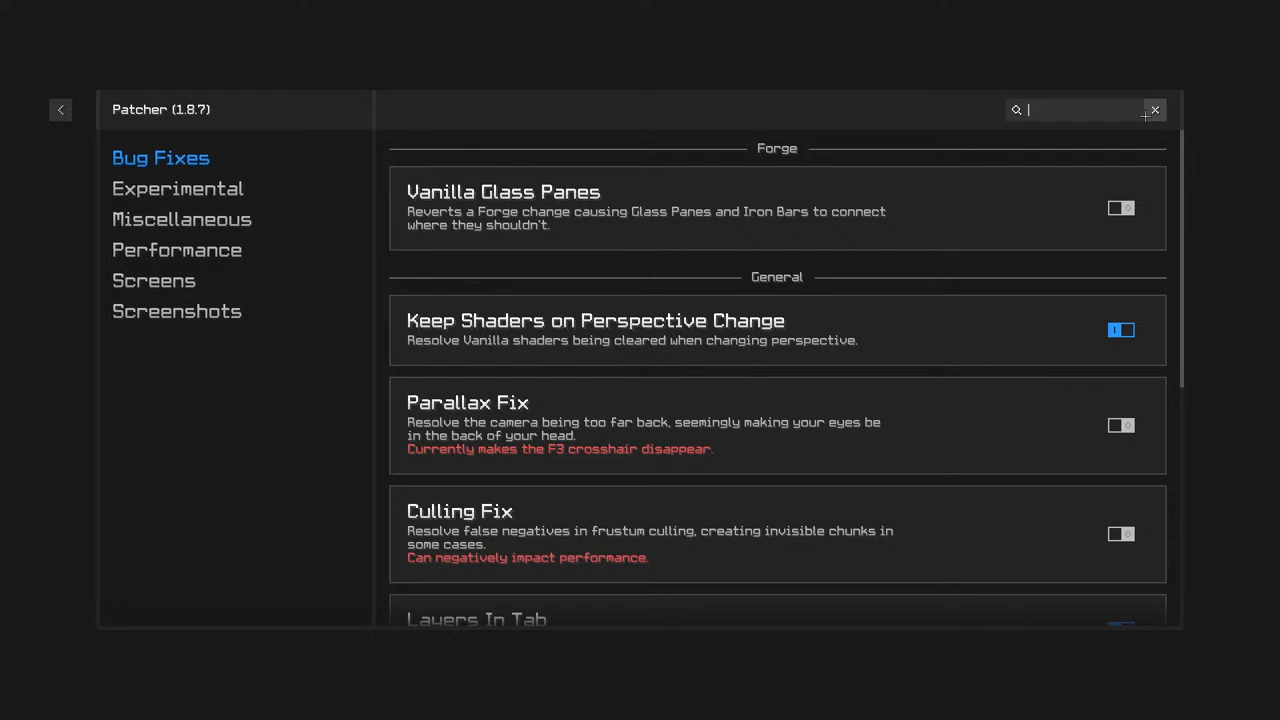 Patcher (1.8.7)
Bug Fixes
Experimental
Miscellaneous
Performance
Screens
Screenshots
Forge
Vanilla Glass Panes
Reverts a Forge change causing Glass Panes and Iron Bars to connect
where they shouldn't.
General
Keep Shaders on Perspective Change
Resolve Vanilla shaders being cleared when changing perspective.
Parallax Fix
Resolve the camera being too far back, seemingly making your eyes be
in the back of your head.
Currently makes the F3 crosshair disappear.
Culling Fix
Resolve false negatives in frustum culling, creating invisible chunks in
some cases.
Can negatively impact performance.
Layers In Tab